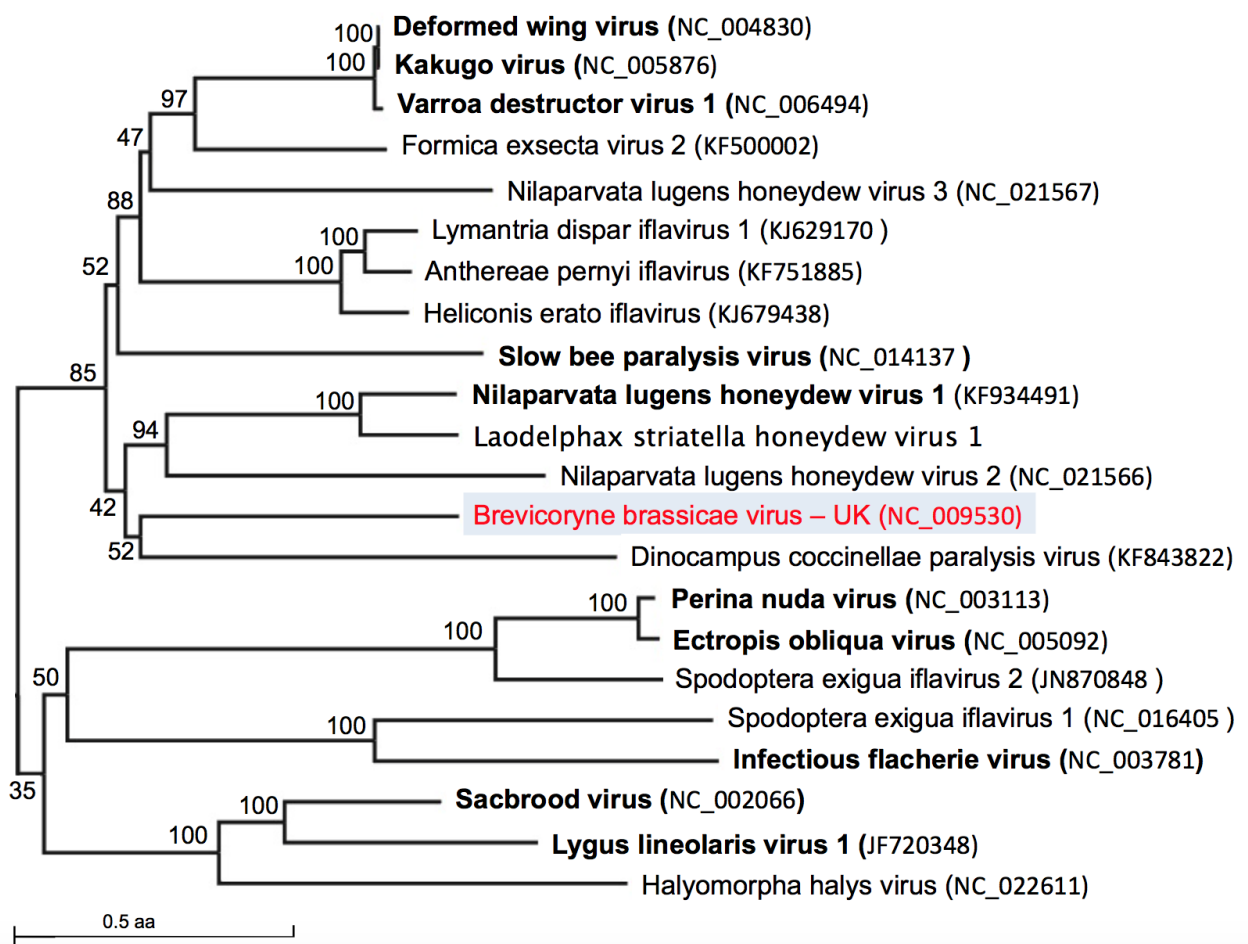 100
Deformed wing virus (NC_004830)
100
Kakugo virus (NC_005876)
97
Varroa destructor virus 1 (NC_006494)
47
Formica exsecta virus 2 (KF500002)
88
Nilaparvata lugens honeydew virus 3 (NC_021567)
100
Lymantria dispar iflavirus 1 (KJ629170 )
52
100
Anthereae pernyi iflavirus (KF751885)
Heliconis erato iflavirus (KJ679438)
Slow bee paralysis virus (NC_014137 )
85
100
Nilaparvata lugens honeydew virus 1 (KF934491)
94
Laodelphax striatella honeydew virus 1
Nilaparvata lugens honeydew virus 2 (NC_021566)
42
Brevicoryne brassicae virus – UK (NC_009530)
52
Dinocampus coccinellae paralysis virus (KF843822)
100
Perina nuda virus (NC_003113)
100
Ectropis obliqua virus (NC_005092)
50
Spodoptera exigua iflavirus 2 (JN870848 )
100
Spodoptera exigua iflavirus 1 (NC_016405 )
Infectious flacherie virus (NC_003781)
35
100
Sacbrood virus (NC_002066)
100
Lygus lineolaris virus 1 (JF720348)
Halyomorpha halys virus (NC_022611)
0.5 aa